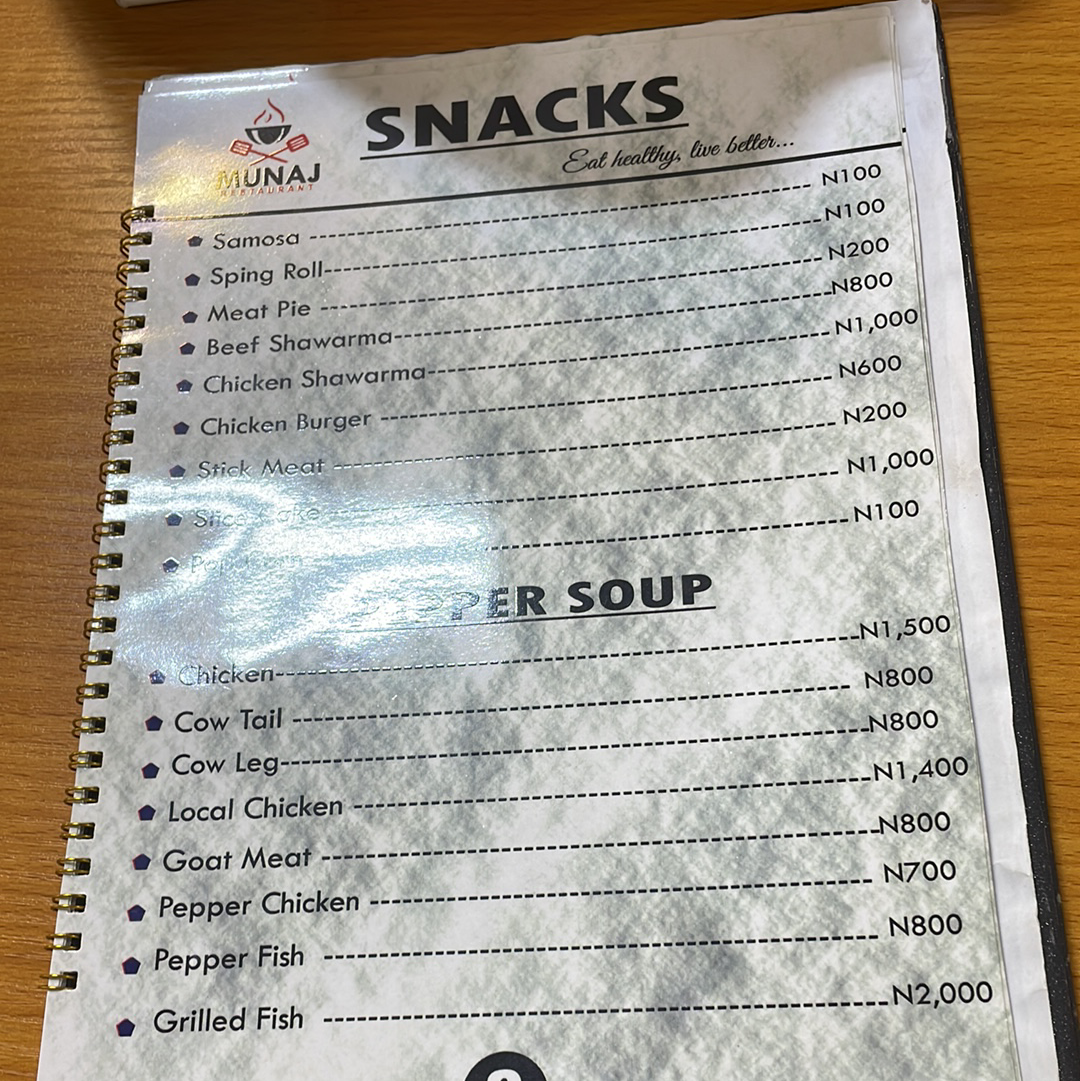 MUNAJ
RESTAURANT
SNACKS
Eat healthy, live better...
Samosa ---------- N100
Sping Roll---------- N100
Meat Pie ---------- N200
Beef Shawarma---------- N800
Chicken Shawarma---------- N1,000
Chicken Burger ---------- N600
Stick Meat ---------- N200
---------- N1,000
---------- N100
PEPPER SOUP
Chicken---------- N1,500
Cow Tail ---------- N800
Cow Leg---------- N800
Local Chicken ---------- N1,400
Goat Meat ---------- N800
Pepper Chicken ---------- N700
Pepper Fish ---------- N800
Grilled Fish ---------- N2,000